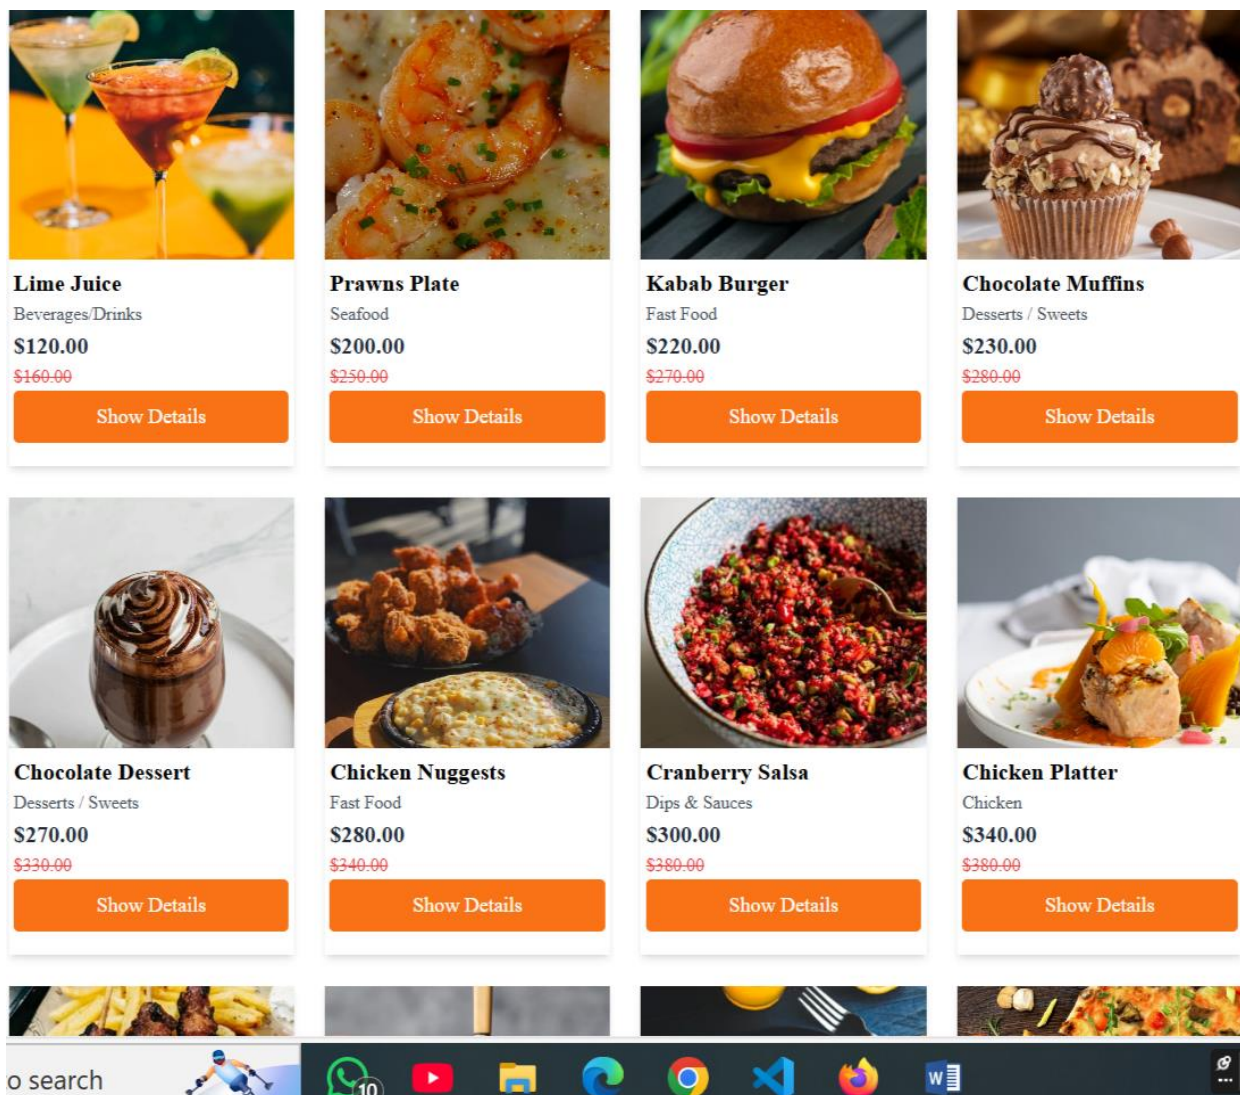 Lime Juice
Beverages/Drinks
$120.00
$160.00
Show Details
Prawns Plate
Seafood
$200.00
$250.00
Show Details
Kabab Burger
Fast Food
$220.00
$270.00
Show Details
Chocolate Muffins
Desserts / Sweets
$230.00
$280.00
Show Details
Chocolate Dessert
Desserts / Sweets
$270.00
$330.00
Show Details
Chicken Nuggests
Fast Food
$280.00
$340.00
Show Details
Cranberry Salsa
Dips & Sauces
$300.00
$380.00
Show Details
Chicken Platter
Chicken
$340.00
$380.00
Show Details
o search
10
W